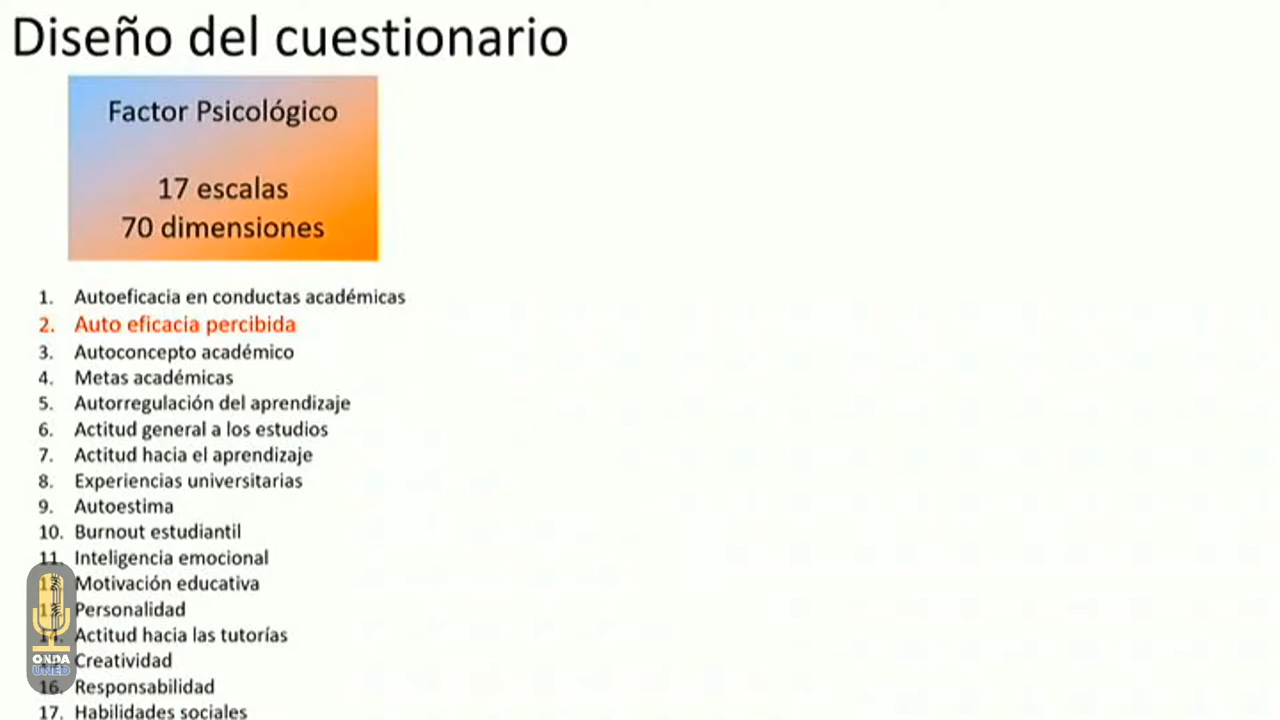 Diseño del cuestionario
Factor Psicológico
17 escalas
70 dimensiones
1. Autoeficacia en conductas académicas
2. Auto eficacia percibida
3. Autoconcepto académico
4. Metas académicas
5. Autorregulación del aprendizaje
6. Actitud general a los estudios
7. Actitud hacia el aprendizaje
8. Experiencias universitarias
9. Autoestima
10. Burnout estudiantil
11. Inteligencia emocional
Motivación educativa
Personalidad
14. Actitud hacia las tutorías
Creatividad
16. Responsabilidad
17. Habilidades sociales
ONDA
UNED